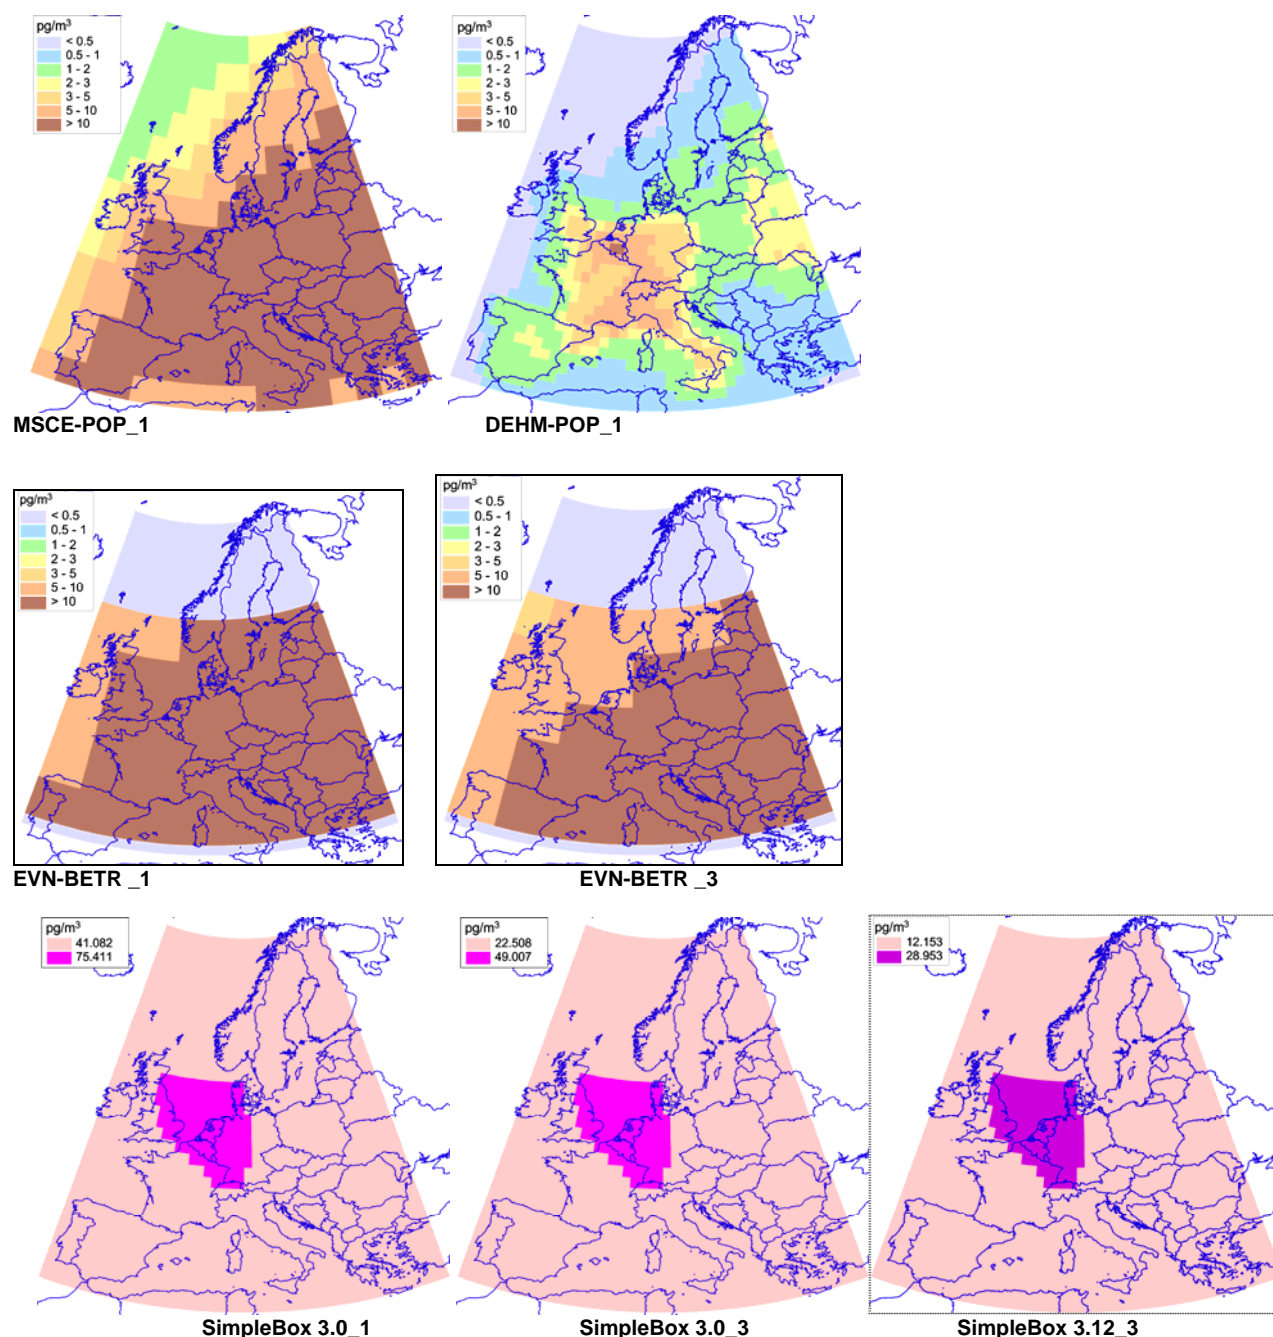 pg/m³
< 0.5
0.5 - 1
1 - 2
2 - 3
3 - 5
5 - 10
> 10
MSCE-POP_1
pg/m³
< 0.5
0.5 - 1
1 - 2
2 - 3
3 - 5
5 - 10
> 10
DEHM-POP_1
pg/m³
< 0.5
0.5 - 1
1 - 2
2 - 3
3 - 5
5 - 10
> 10
EVN-BETR _1
pg/m³
< 0.5
0.5 - 1
1 - 2
2 - 3
3 - 5
5 - 10
> 10
EVN-BETR _3
pg/m³
41.082
75.411
SimpleBox 3.0_1
pg/m³
22.508
49.007
SimpleBox 3.0_3
pg/m³
12.153
28.953
SimpleBox 3.12_3